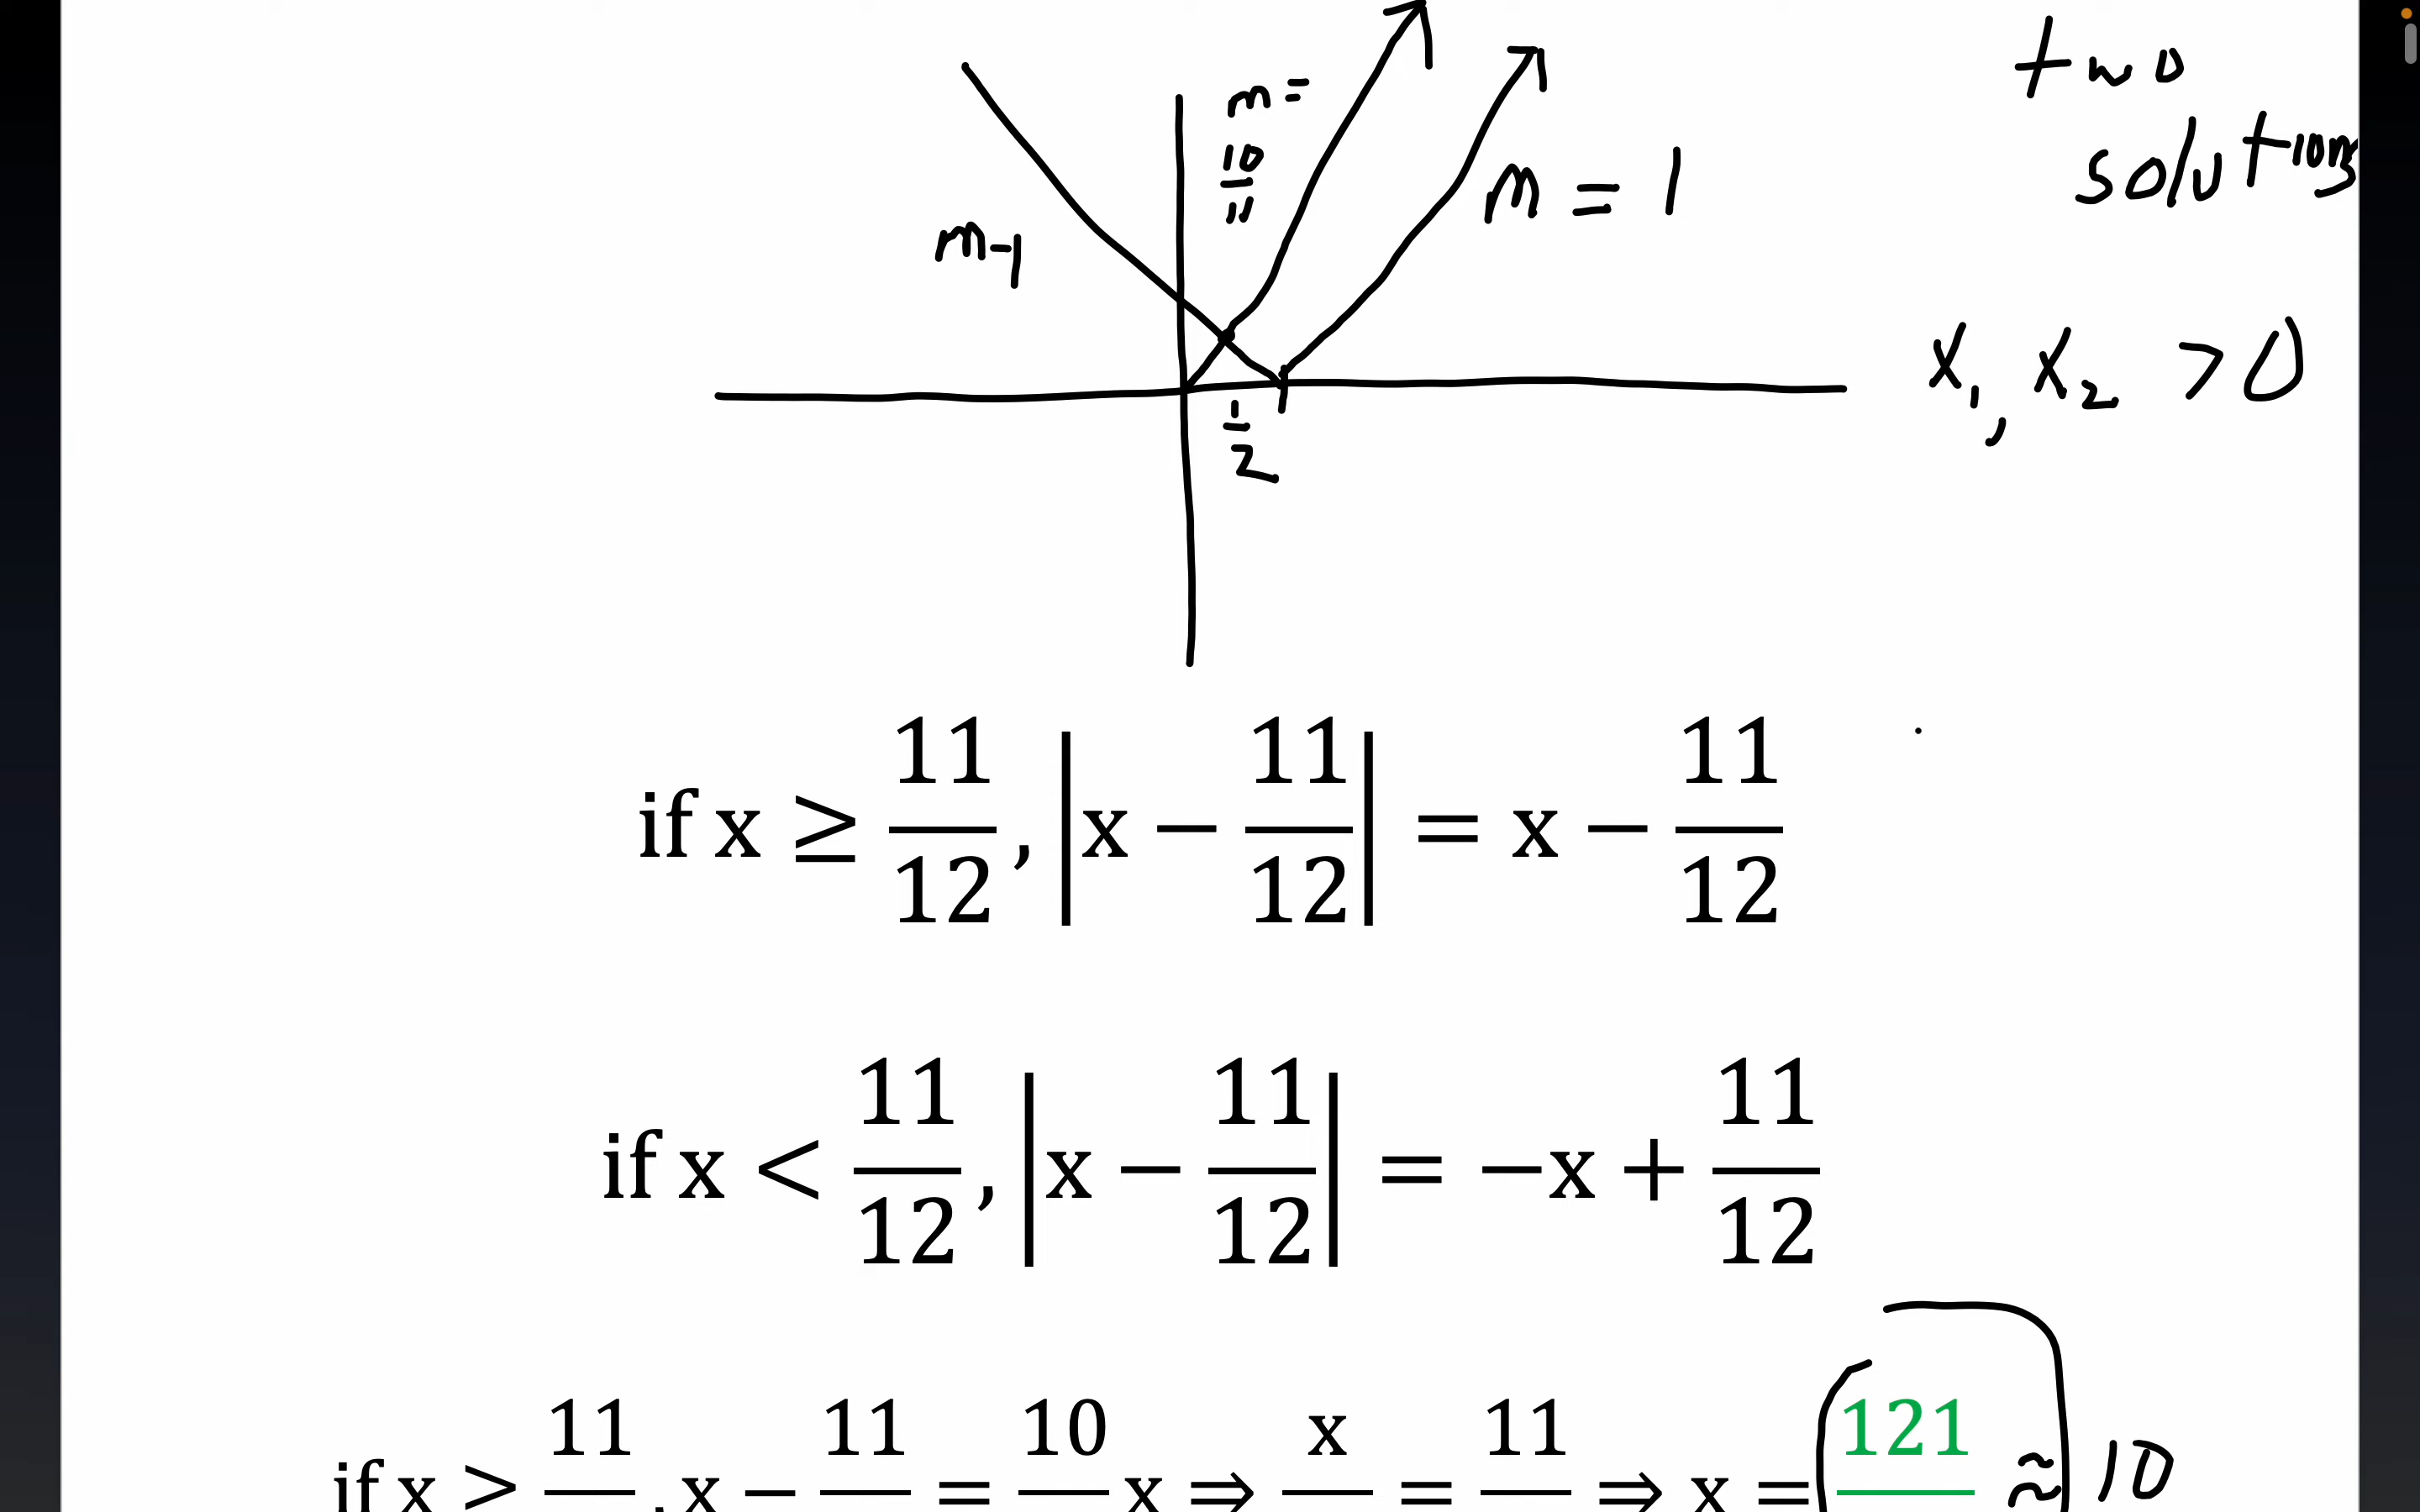 two
solutions
m =
10
11
m = 1
m-1
x₁, x₂ > 0
1
2
if x ≥ 11/12, |x − 11/12| = x − 11/12
if x < 11/12, |x − 11/12| = −x + 11/12
if x ≥ 11 , x − 11 = 10 x ⇒ x = 11 ⇒ x = 121 ≈ 10